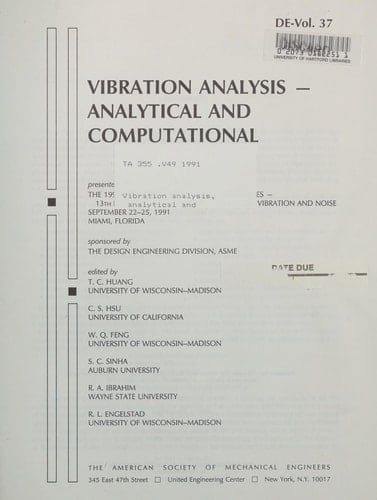 DE-Vol. 37
UNIVERSITY OF HARTFORD LIBRARIES
VIBRATION ANALYSIS —
ANALYTICAL AND
COMPUTATIONAL
TA 355 .V49 1991
presente
THE 199 Vibration analysis, ES —
13TH analytical and VIBRATION AND NOISE
SEPTEMBER 22–25, 1991
MIAMI, FLORIDA
sponsored by
THE DESIGN ENGINEERING DIVISION, ASME
DATE DUE
edited by
T. C. HUANG
UNIVERSITY OF WISCONSIN–MADISON
C. S. HSU
UNIVERSITY OF CALIFORNIA
W. Q. FENG
UNIVERSITY OF WISCONSIN–MADISON
S. C. SINHA
AUBURN UNIVERSITY
R. A. IBRAHIM
WAYNE STATE UNIVERSITY
R. L. ENGELSTAD
UNIVERSITY OF WISCONSIN–MADISON
THE AMERICAN SOCIETY OF MECHANICAL ENGINEERS
345 East 47th Street □ United Engineering Center □ New York, N.Y. 10017